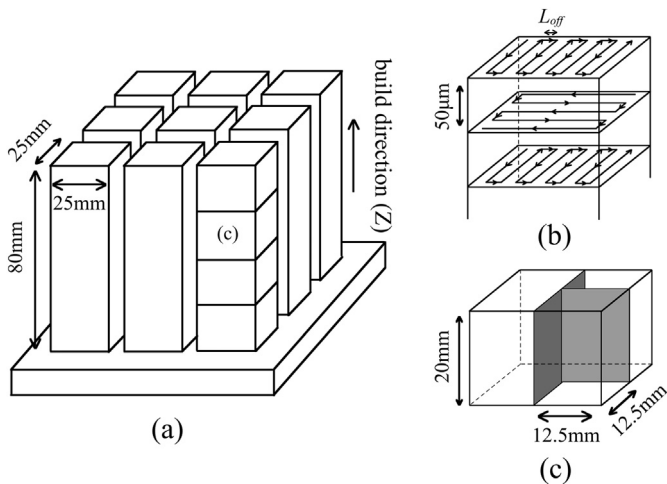 25mm
25mm
80mm
(c)
build direction (Z)
(a)
L_off
50μm
(b)
20mm
12.5mm
12.5mm
(c)